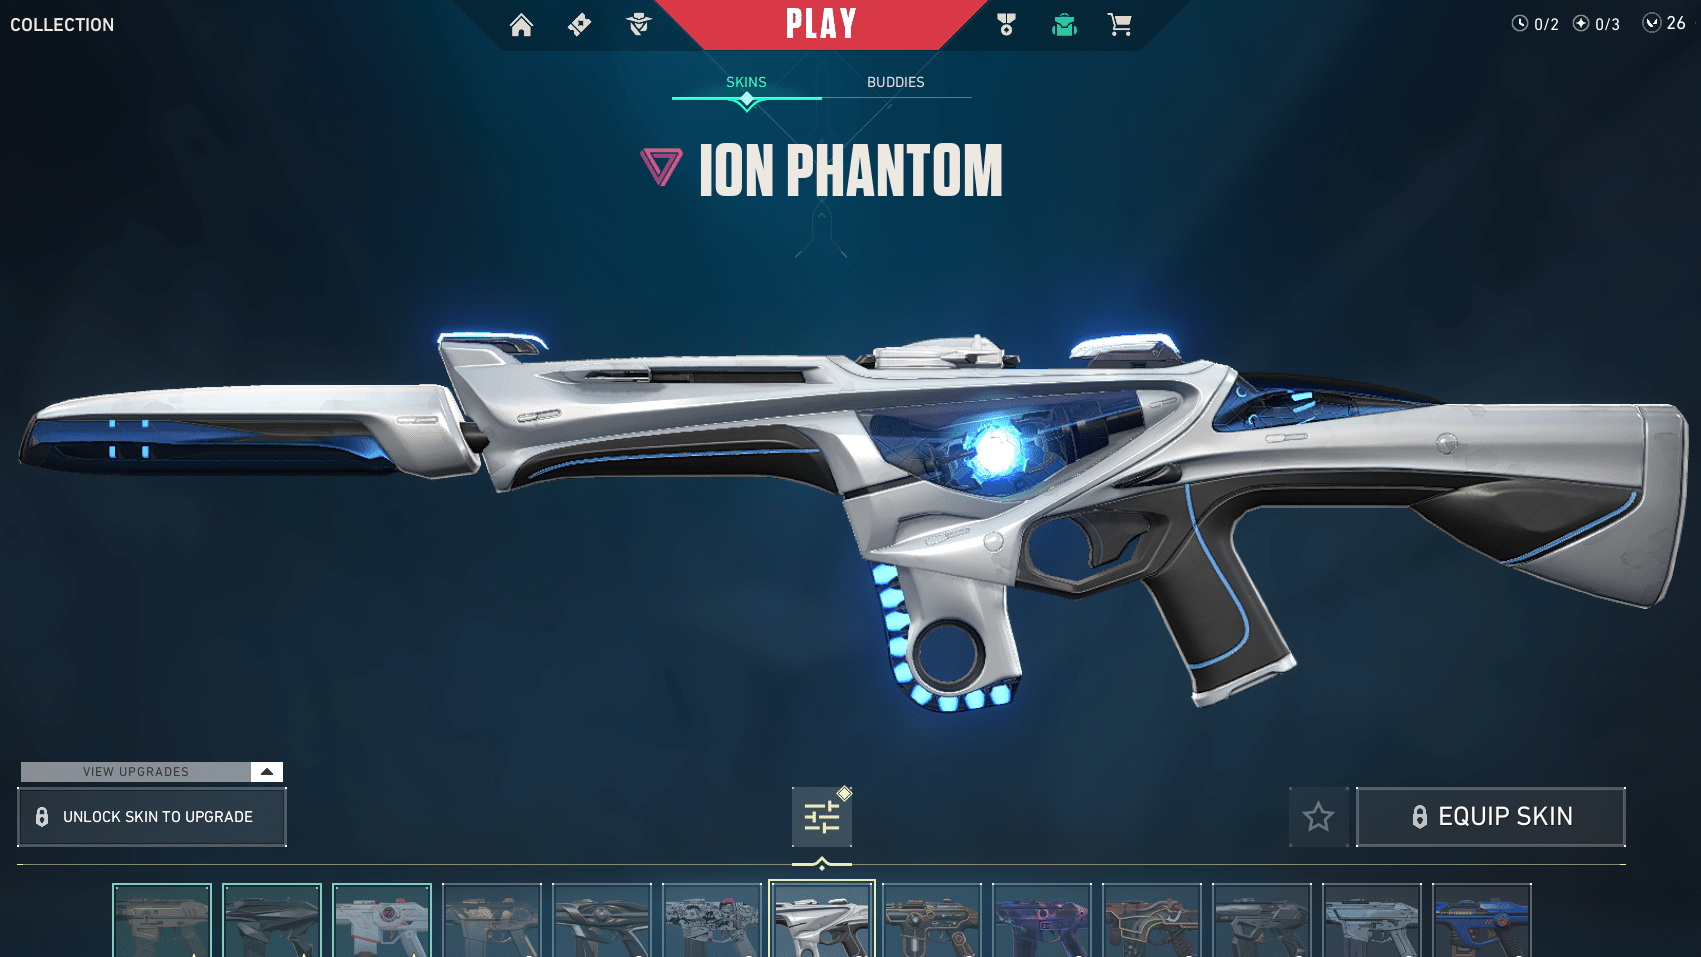 COLLECTION
PLAY
0/2
0/3
26
SKINS
BUDDIES
ION PHANTOM
VIEW UPGRADES
UNLOCK SKIN TO UPGRADE
EQUIP SKIN